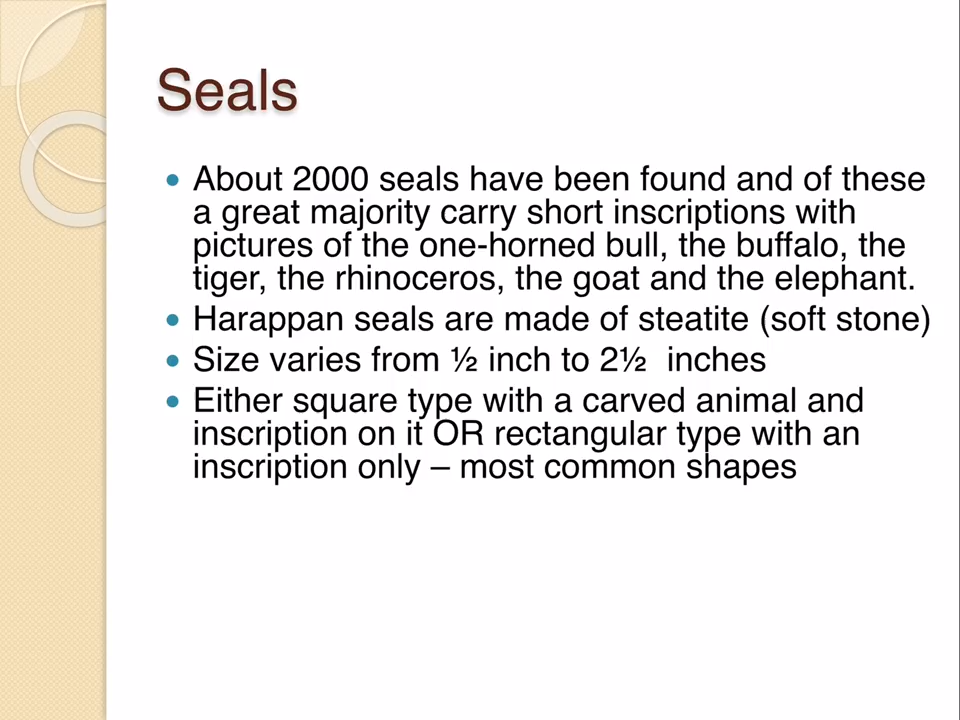 Seals
• About 2000 seals have been found and of these
a great majority carry short inscriptions with
pictures of the one-horned bull, the buffalo, the
tiger, the rhinoceros, the goat and the elephant.
• Harappan seals are made of steatite (soft stone)
• Size varies from ½ inch to 2½  inches
• Either square type with a carved animal and
inscription on it OR rectangular type with an
inscription only – most common shapes